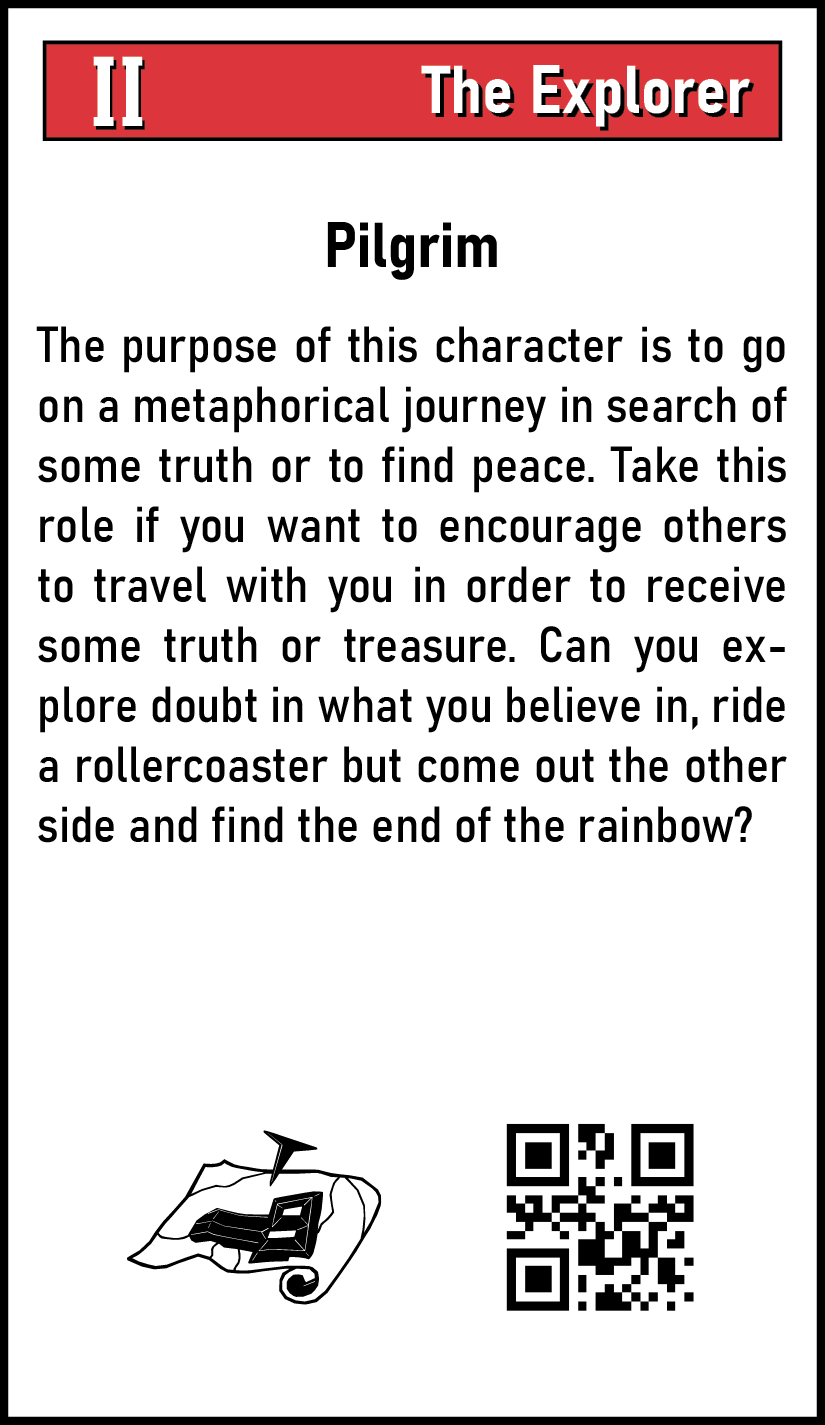 II
The Explorer
Pilgrim
The purpose of this character is to go
on a metaphorical journey in search of
some truth or to find peace. Take this
role if you want to encourage others
to travel with you in order to receive
some truth or treasure. Can you ex-
plore doubt in what you believe in, ride
a rollercoaster but come out the other
side and find the end of the rainbow?